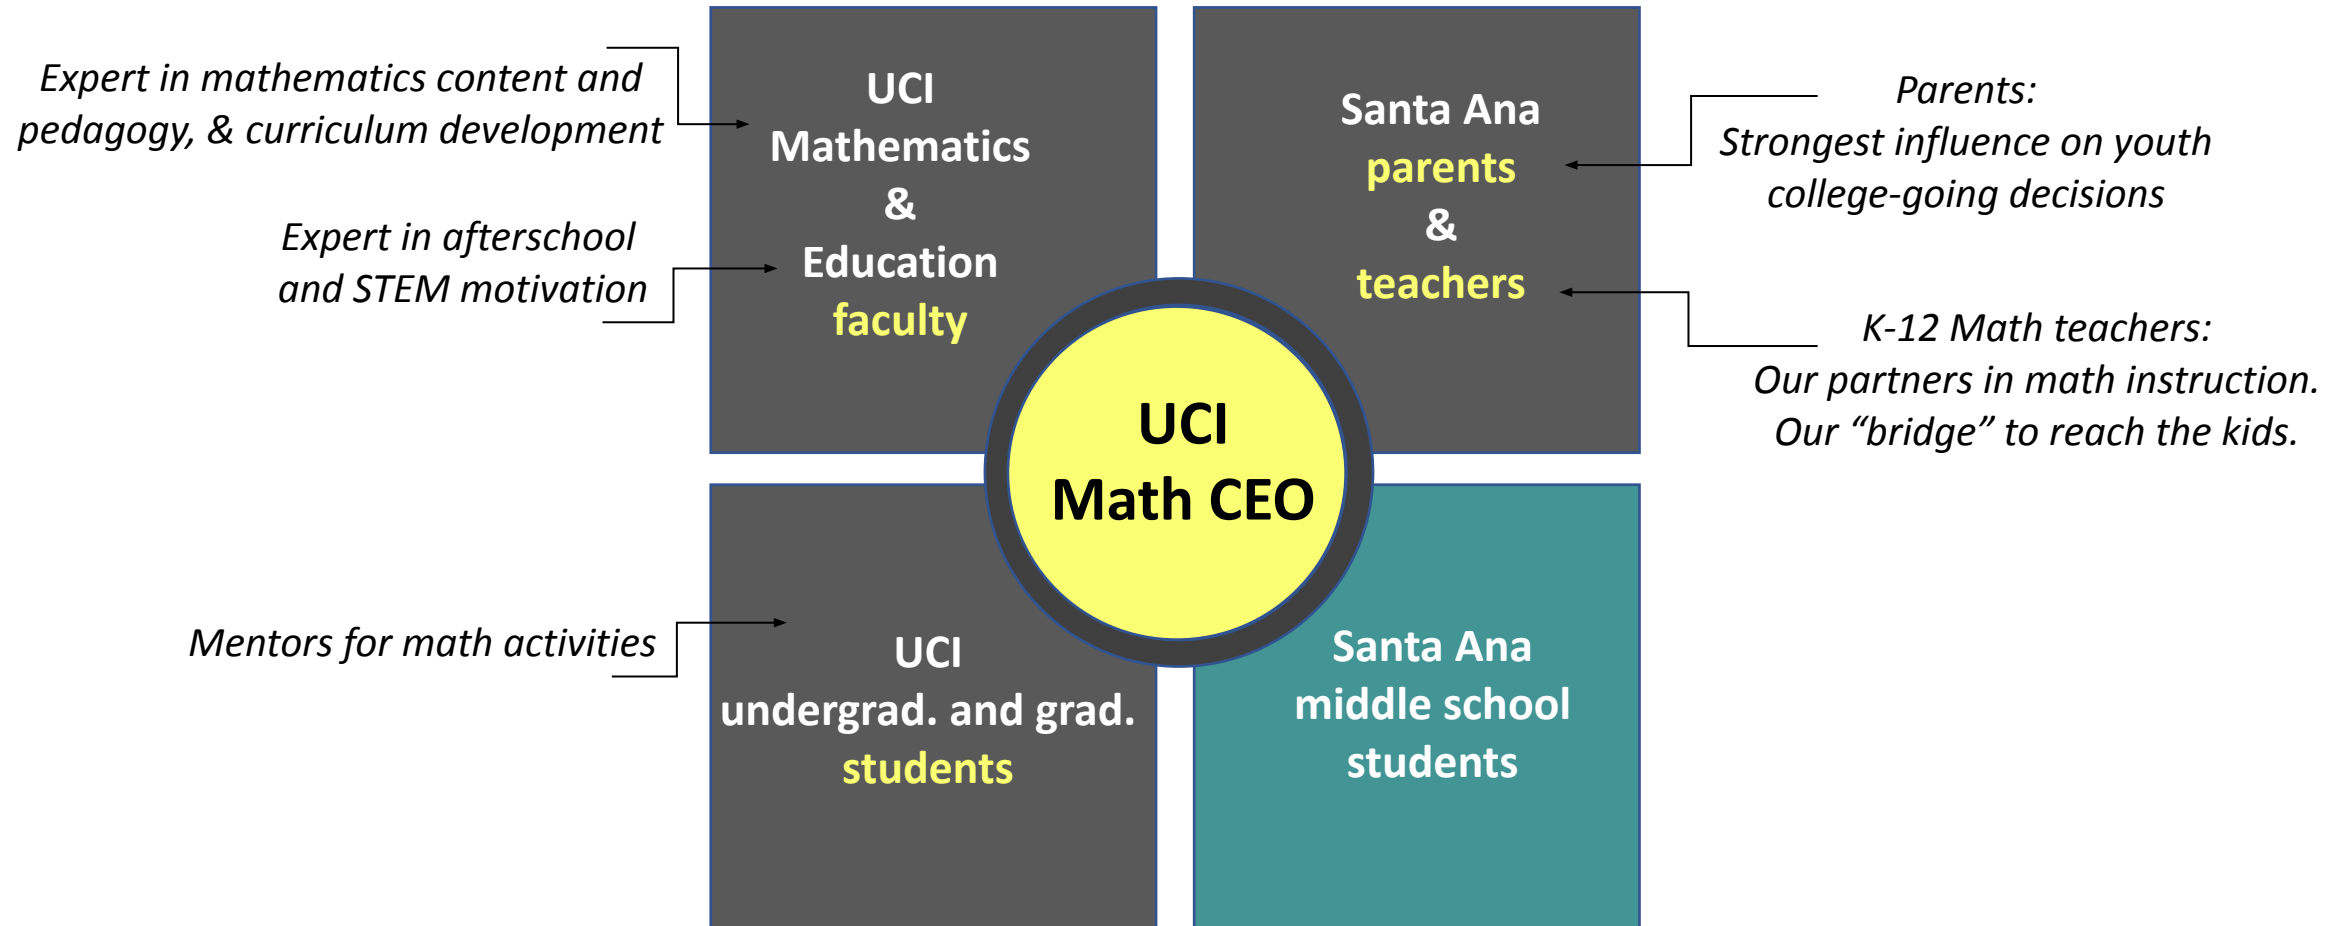 Expert in mathematics content and
pedagogy, & curriculum development
Expert in afterschool
and STEM motivation
UCI
Mathematics
&
Education
faculty
Santa Ana
parents
&
teachers
Parents:
Strongest influence on youth
college-going decisions
K-12 Math teachers:
Our partners in math instruction.
Our “bridge” to reach the kids.
UCI
Math CEO
Mentors for math activities
UCI
undergrad. and grad.
students
Santa Ana
middle school
students